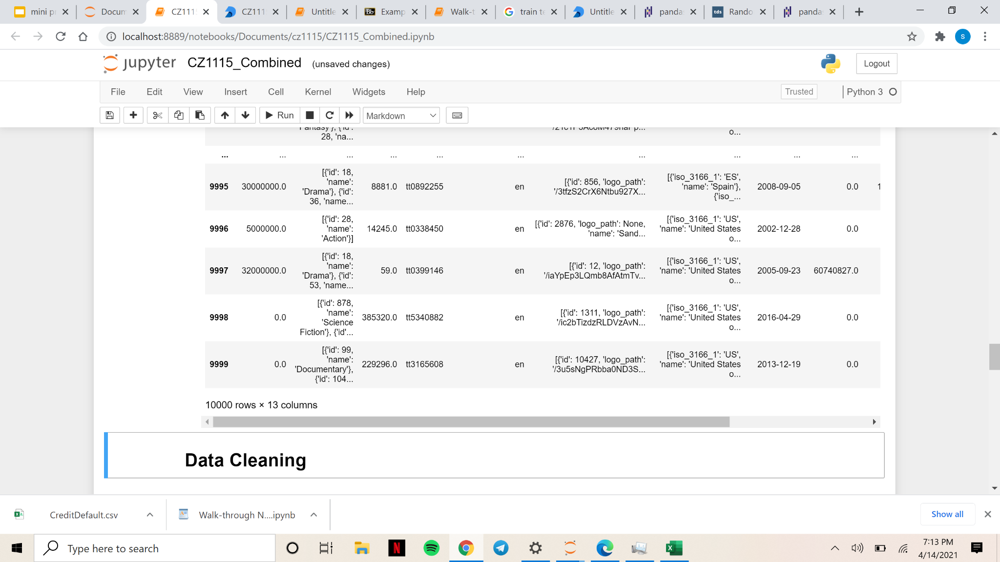 mini p
Docum
CZ111
CZ111
Untitle
Bb
Examp
Walk-t
train te
Untitle
panda
tds
Rando
panda
localhost:8889/notebooks/Documents/cz1115/CZ1115_Combined.ipynb
s
jupyter CZ1115_Combined (unsaved changes)
Logout
File Edit View Insert Cell Kernel Widgets Help
Trusted
Python 3
Run
Markdown
28, 'na...
o...
... ... ... ... ... ... ... ... ... ...
9995 30000000.0
[{'id': 18,
'name':
'Drama'}, {'id':
36, 'name...
8881.0 tt0892255 en
[{'id': 856, 'logo_path':
'/3tfzS2CrX6Ntbu927X...
[{'iso_3166_1': 'ES',
'name': 'Spain'},
{'iso_...
2008-09-05 0.0 1
9996 5000000.0
[{'id': 28,
'name':
'Action'}]
14245.0 tt0338450 en
[{'id': 2876, 'logo_path': None,
'name': 'Sand...
[{'iso_3166_1': 'US',
'name': 'United States
o...
2002-12-28 0.0
9997 32000000.0
[{'id': 18,
'name':
'Drama'}, {'id':
53, 'name...
59.0 tt0399146 en
[{'id': 12, 'logo_path':
'/iaYpEp3LQmb8AfAtmTv...
[{'iso_3166_1': 'US',
'name': 'United States
o...
2005-09-23 60740827.0
9998 0.0
[{'id': 878,
'name':
'Science
Fiction'}, {'id'...
385320.0 tt5340882 en
[{'id': 1311, 'logo_path':
'/ic2bTizdzRLDVzAvN...
[{'iso_3166_1': 'US',
'name': 'United States
o...
2016-04-29 0.0
9999 0.0
[{'id': 99,
'name':
'Documentary'},
{'id': 104...
229296.0 tt3165608 en
[{'id': 10427, 'logo_path':
'/3u5sNgPRbba0ND3S...
[{'iso_3166_1': 'US',
'name': 'United States
o...
2013-12-19 0.0
10000 rows × 13 columns
Data Cleaning
CreditDefault.csv
Walk-through N....ipynb
Show all
Type here to search
7:13 PM
4/14/2021